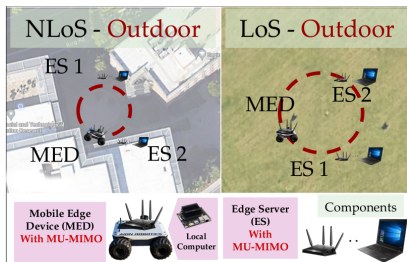 NLoS - Outdoor
LoS - Outdoor
ES 1
MED
ES 2
ES 2
MED
ES 1
Mobile Edge
Device (MED)
With MU-MIMO
Local
Computer
Edge Server
(ES)
With
MU-MIMO
Components